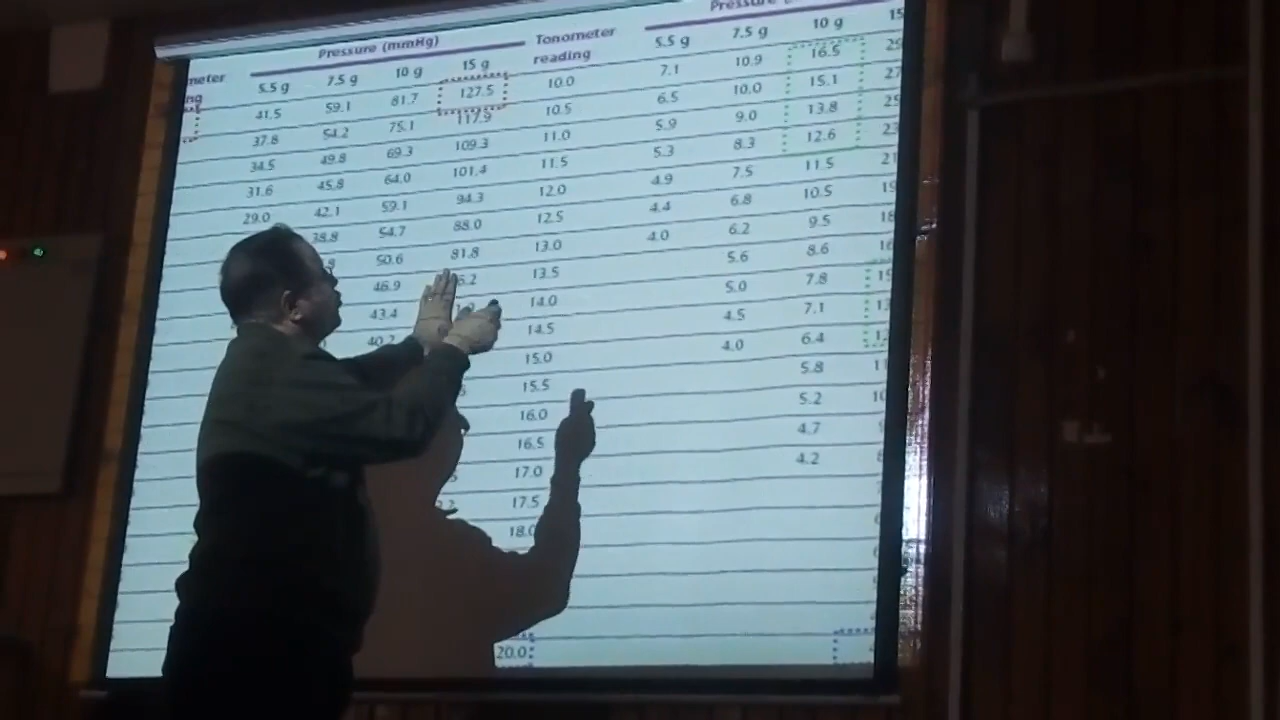 Pressure (mmHg) Pressure
meter 5.5 g 7.5 g 10 g 15 g Tonometer reading 5.5 g 7.5 g 10 g 15
41.5 59.1 81.7 127.5 10.0 7.1 10.9 16.5
37.8 54.2 75.1 117.9 10.5 6.5 10.0 15.1
34.5 49.8 69.3 109.3 11.0 5.9 9.0 13.8
31.6 45.8 64.0 101.4 11.5 5.3 8.3 12.6
29.0 42.1 59.1 94.3 12.0 4.9 7.5 11.5
38.8 54.7 88.0 12.5 4.4 6.8 10.5
50.6 81.8 13.0 4.0 6.2 9.5
46.9 13.5 5.6 8.6
43.4 14.0 5.0 7.8
14.5 4.5 7.1
15.0 4.0 6.4
15.5 5.8
16.0 5.2
16.5 4.7
17.0 4.2
17.5
18.0
20.0